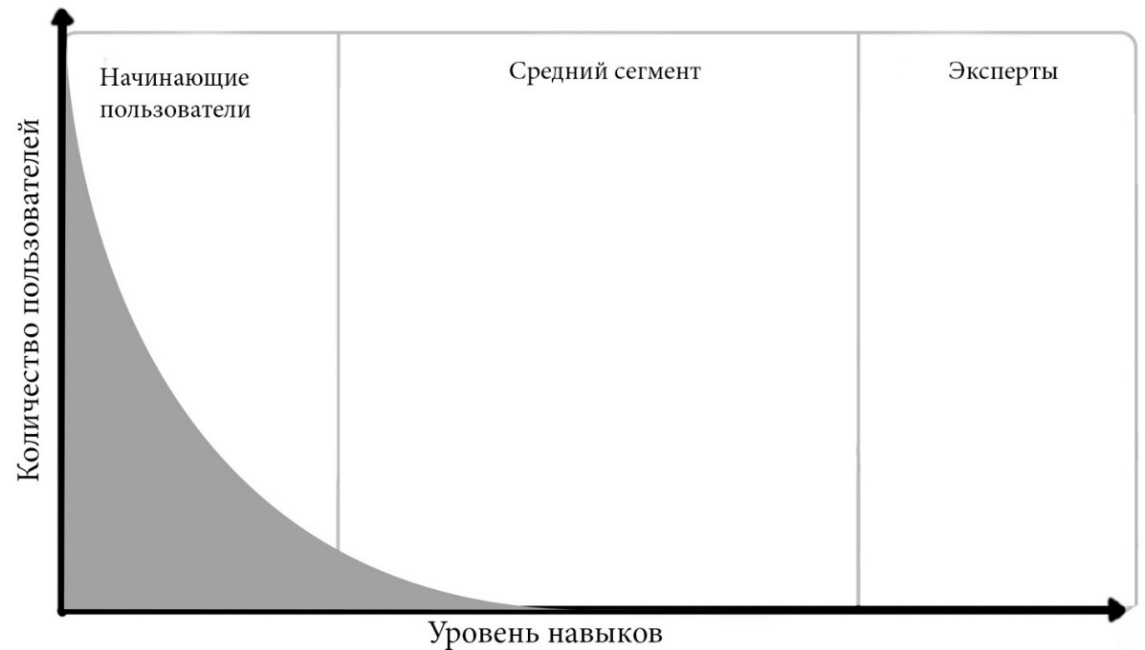 Начинающие
пользователи
Средний сегмент
Эксперты
Количество пользователей
Уровень навыков